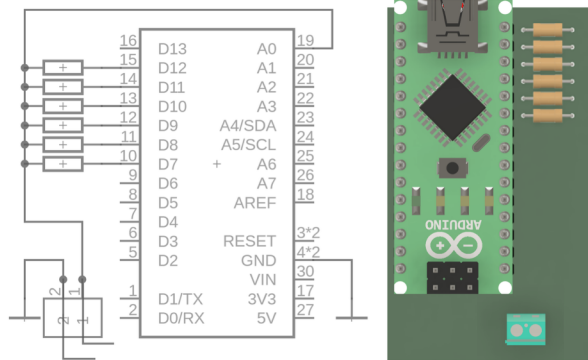 16 D13 A0 19
15 D12 A1 20
14 D11 A2 21
13 D10 A3 22
12 D9 A4/SDA 23
11 D8 A5/SCL 24
10 D7 A6 25
9 D6 A7 26
8 D5 AREF 18
7 D4
6 D3 RESET 3*2
5 D2 GND 4*2
VIN 30
1 D1/TX 3V3 17
2 D0/RX 5V 27
2 1
2 1
ARDUINO